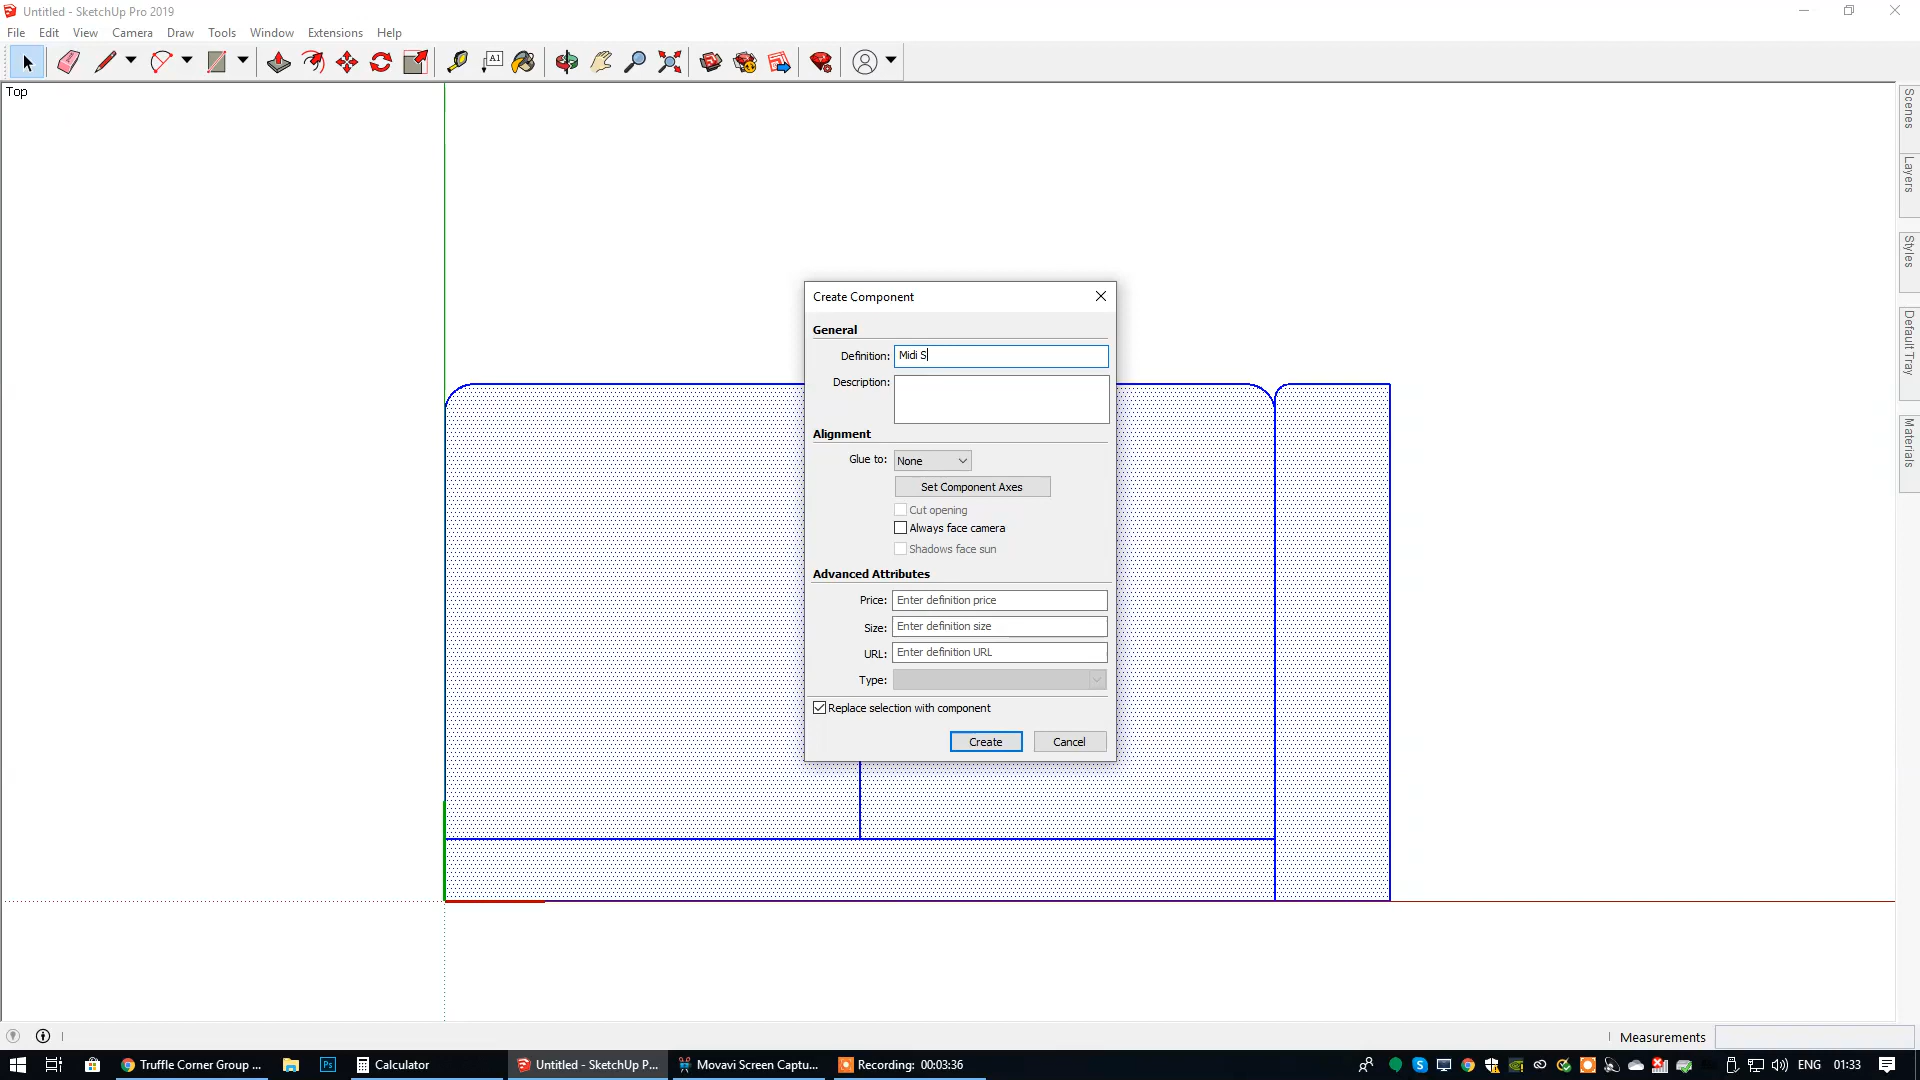 Untitled - SketchUp Pro 2019
File Edit View Camera Draw Tools Window Extensions Help
A1
Top
Scenes
Layers
Styles
Default Tray
Materials
Create Component
General
Definition: Midi S
Description:
Alignment
Glue to: None
Set Component Axes
Cut opening
Always face camera
Shadows face sun
Advanced Attributes
Price: Enter definition price
Size: Enter definition size
URL: Enter definition URL
Type:
Replace selection with component
Create Cancel
Measurements
Ps
Truffle Corner Group ...
Calculator
Untitled - SketchUp P...
Movavi Screen Captu...
Recording: 00:03:36
ENG 01:33